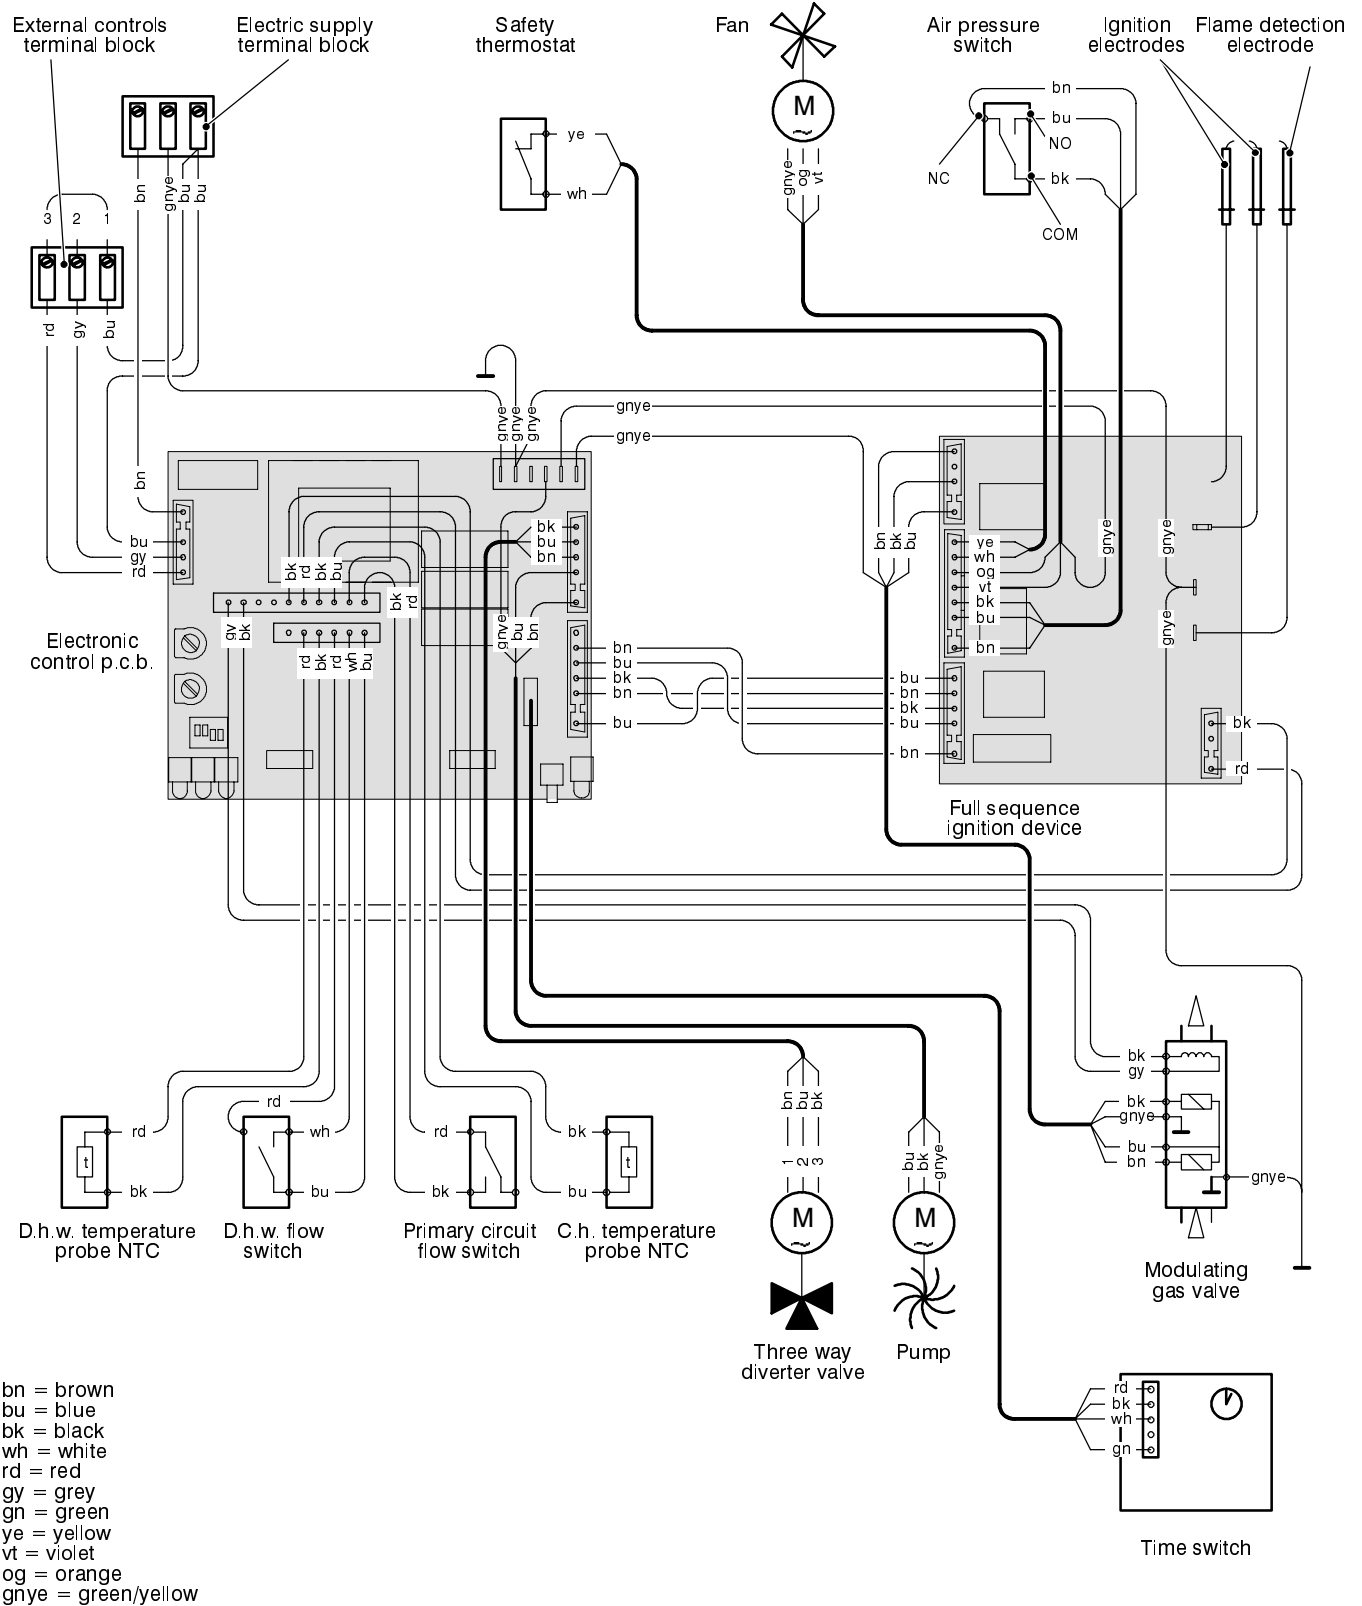 External controls
terminal block
Electric supply
terminal block
Safety
thermostat
Fan
Air pressure
switch
Ignition
electrodes
Flame detection
electrode
M
bn
bu
NO
bk
NC
COM
ye
wh
gnye
og
vt
bn
gnye
bu
bu
3
2
1
rd
gy
bu
gnye
gnye
gnye
gnye
gnye
bn
bu
gy
rd
bk
rd
bk
bu
bk
rd
bk
bu
bn
gnye
bu
bn
gy
bk
rd
bk
rd
wh
bu
Electronic
control p.c.b.
bn
bu
bk
bn
bu
bn
bk
bu
ye
wh
og
vt
bk
bu
bn
gnye
gnye
gnye
bu
bn
bk
bu
bn
bk
rd
Full sequence
ignition device
bk
gy
bk
gnye
bu
bn
gnye
Modulating
gas valve
rd
t
bk
D.h.w. temperature
probe NTC
rd
wh
bu
D.h.w. flow
switch
rd
bk
Primary circuit
flow switch
bk
t
bu
C.h. temperature
probe NTC
bn
bu
bk
1
2
3
M
Three way
diverter valve
bu
bk
gnye
M
Pump
rd
bk
wh
gn
Time switch
bn = brown
bu = blue
bk = black
wh = white
rd = red
gy = grey
gn = green
ye = yellow
vt = violet
og = orange
gnye = green/yellow